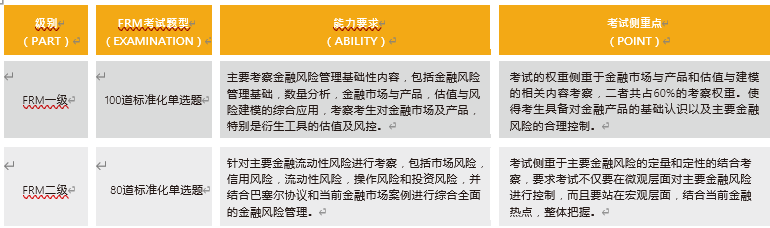 级别
（PART）
FRM考试题型
（EXAMINATION）
能力要求
（ABILITY）
考试侧重点
（POINT）
FRM一级
100道标准化单选题
主要考察金融风险管理基础性内容，包括金融风险
管理基础，数量分析，金融市场与产品，估值与风
险建模的综合应用，考察考生对金融市场及产品，
特别是衍生工具的估值及风控。
考试的权重侧重于金融市场与产品和估值与建模
的相关内容考察，二者共占60%的考察权重。使
得考生具备对金融产品的基础认识以及主要金融
风险的合理控制。
FRM二级
80道标准化单选题
针对主要金融流动性风险进行考察，包括市场风险，
信用风险，流动性风险，操作风险和投资风险，并
结合巴塞尔协议和当前金融市场案例进行综合全面
的金融风险管理。
考试侧重于主要金融风险的定量和定性的结合考
察，要求考试不仅要在微观层面对主要金融风险
进行控制，而且要站在宏观层面，结合当前金融
热点，整体把握。